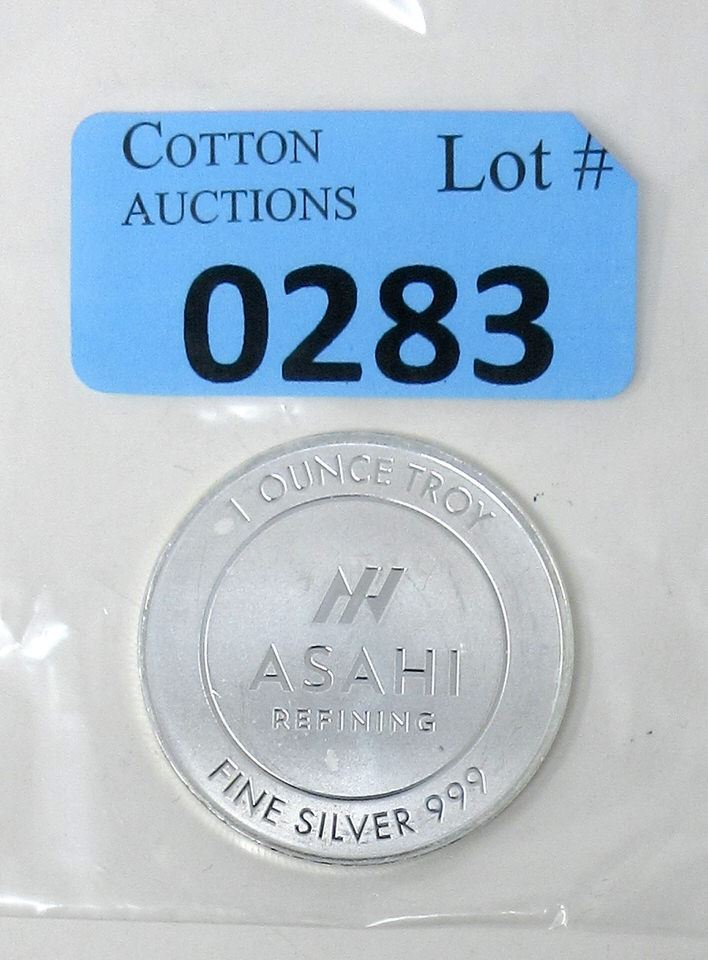 COTTON
AUCTIONS
Lot #
0283
1 OUNCE TROY
ASAHI
REFINING
FINE SILVER 999